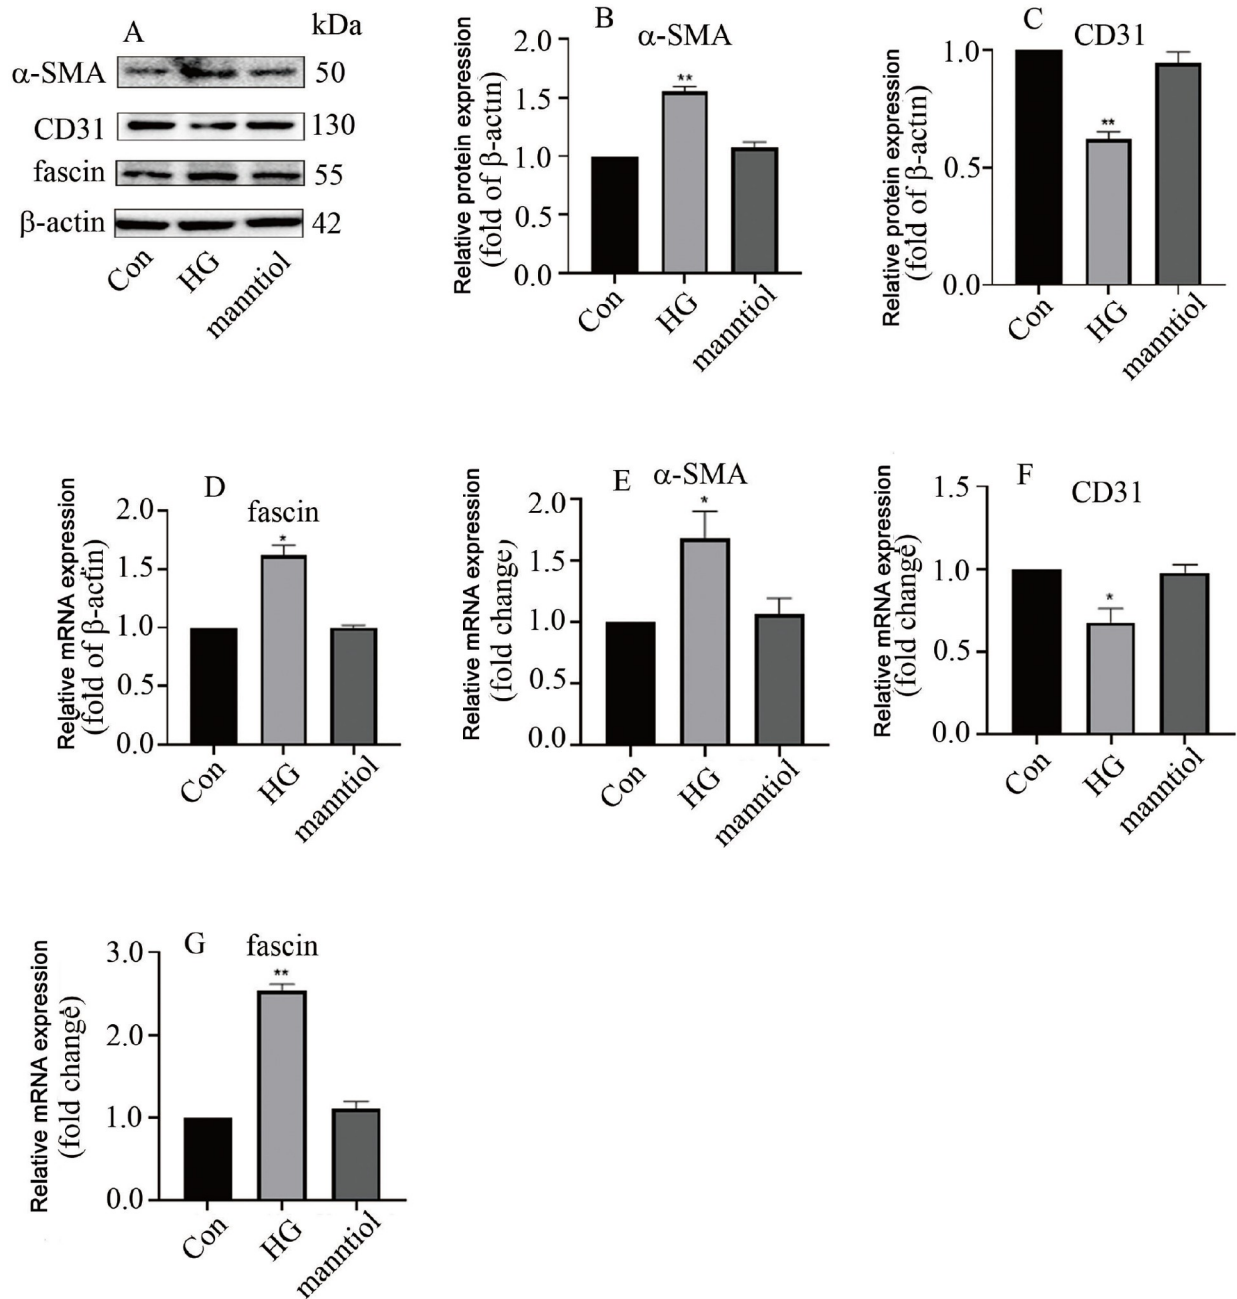 A
kDa
α-SMA
50
CD31
130
fascin
55
β-actin
42
Con
HG
manntiol
B
α-SMA
Relative protein expression
(fold of β-actin)
2.0
**
1.5
1.0
0.5
0.0
Con
HG
manntiol
C
CD31
Relative protein expression
(fold of β-actin)
1.0
**
0.5
0.0
Con
HG
manntiol
D
fascin
Relative mRNA expression
(fold of β-actin)
2.0
*
1.5
1.0
0.5
0.0
Con
HG
manntiol
E
α-SMA
Relative mRNA expression
(fold change)
2.0
*
1.5
1.0
0.5
0.0
Con
HG
manntiol
F
CD31
Relative mRNA expression
(fold change)
1.5
1.0
*
0.5
0.0
Con
HG
manntiol
G
fascin
Relative mRNA expression
(fold change)
3.0
**
2.0
1.0
0.0
Con
HG
manntiol